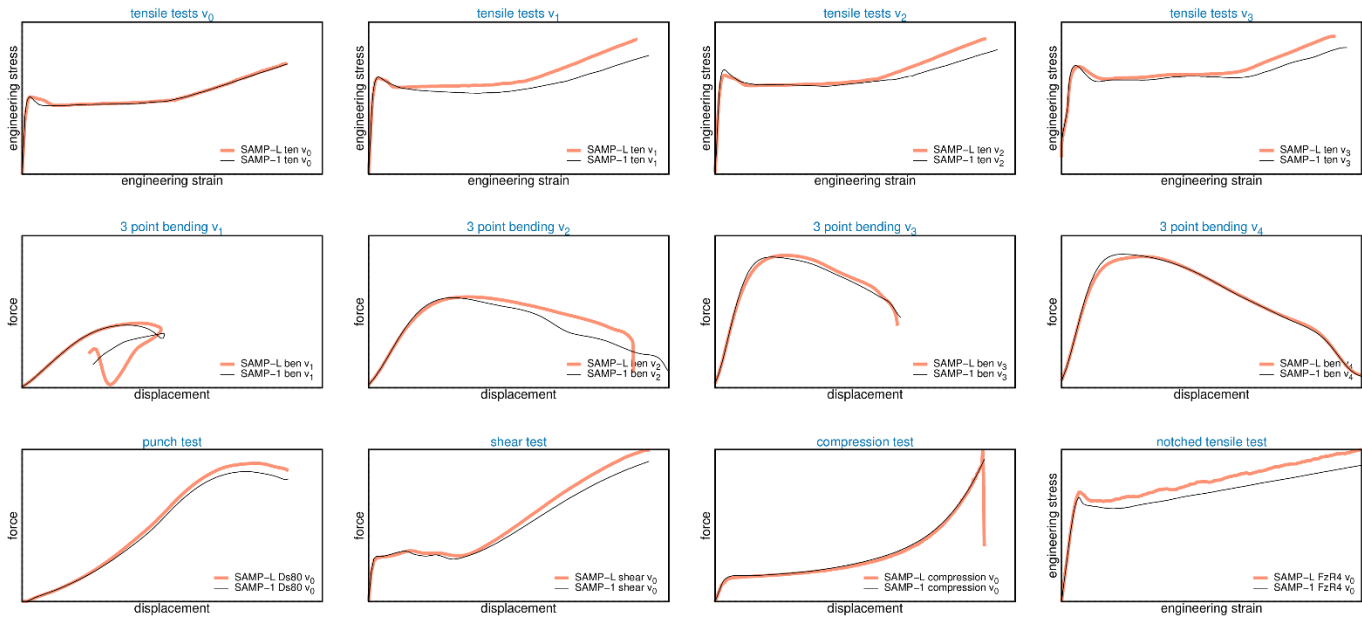 tensile tests v0
engineering stress
SAMP-L ten v0
SAMP-1 ten v0
engineering strain
tensile tests v1
engineering stress
SAMP-L ten v1
SAMP-1 ten v1
engineering strain
tensile tests v2
engineering stress
SAMP-L ten v2
SAMP-1 ten v2
engineering strain
tensile tests v3
engineering stress
SAMP-L ten v3
SAMP-1 ten v3
engineering strain
3 point bending v1
force
SAMP-L ben v1
SAMP-1 ben v1
displacement
3 point bending v2
force
SAMP-L ben v2
SAMP-1 ben v2
displacement
3 point bending v3
force
SAMP-L ben v3
SAMP-1 ben v3
displacement
3 point bending v4
force
SAMP-L ben v4
SAMP-1 ben v4
displacement
punch test
force
SAMP-L Ds80 v0
SAMP-1 Ds80 v0
displacement
shear test
force
SAMP-L shear v0
SAMP-1 shear v0
displacement
compression test
force
SAMP-L compression v0
SAMP-1 compression v0
displacement
notched tensile test
engineering stress
SAMP-L FzR4 v0
SAMP-1 FzR4 v0
engineering strain